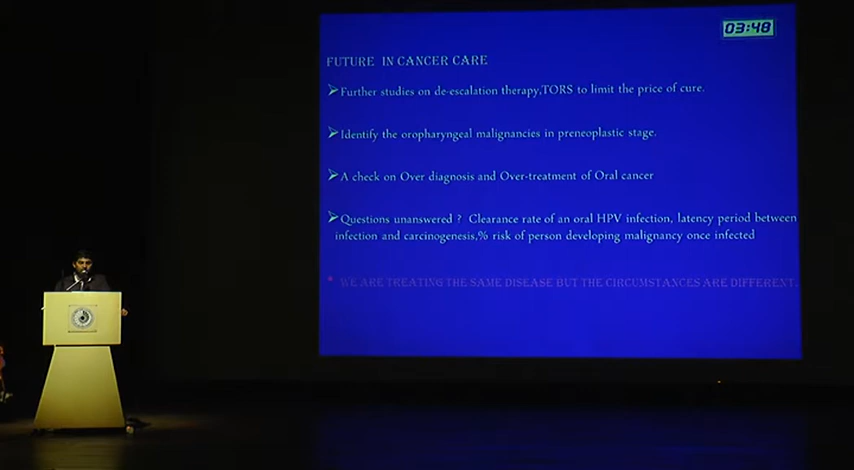 03:48
FUTURE IN CANCER CARE
Further studies on de-escalation therapy,TORS to limit the price of cure.
Identify the oropharyngeal malignancies in preneoplastic stage.
A check on Over diagnosis and Over-treatment of Oral cancer
Questions unanswered ? Clearance rate of an oral HPV infection, latency period between
infection and carcinogenesis,% risk of person developing malignancy once infected
* WE ARE TREATING THE SAME DISEASE BUT THE CIRCUMSTANCES ARE DIFFERENT.